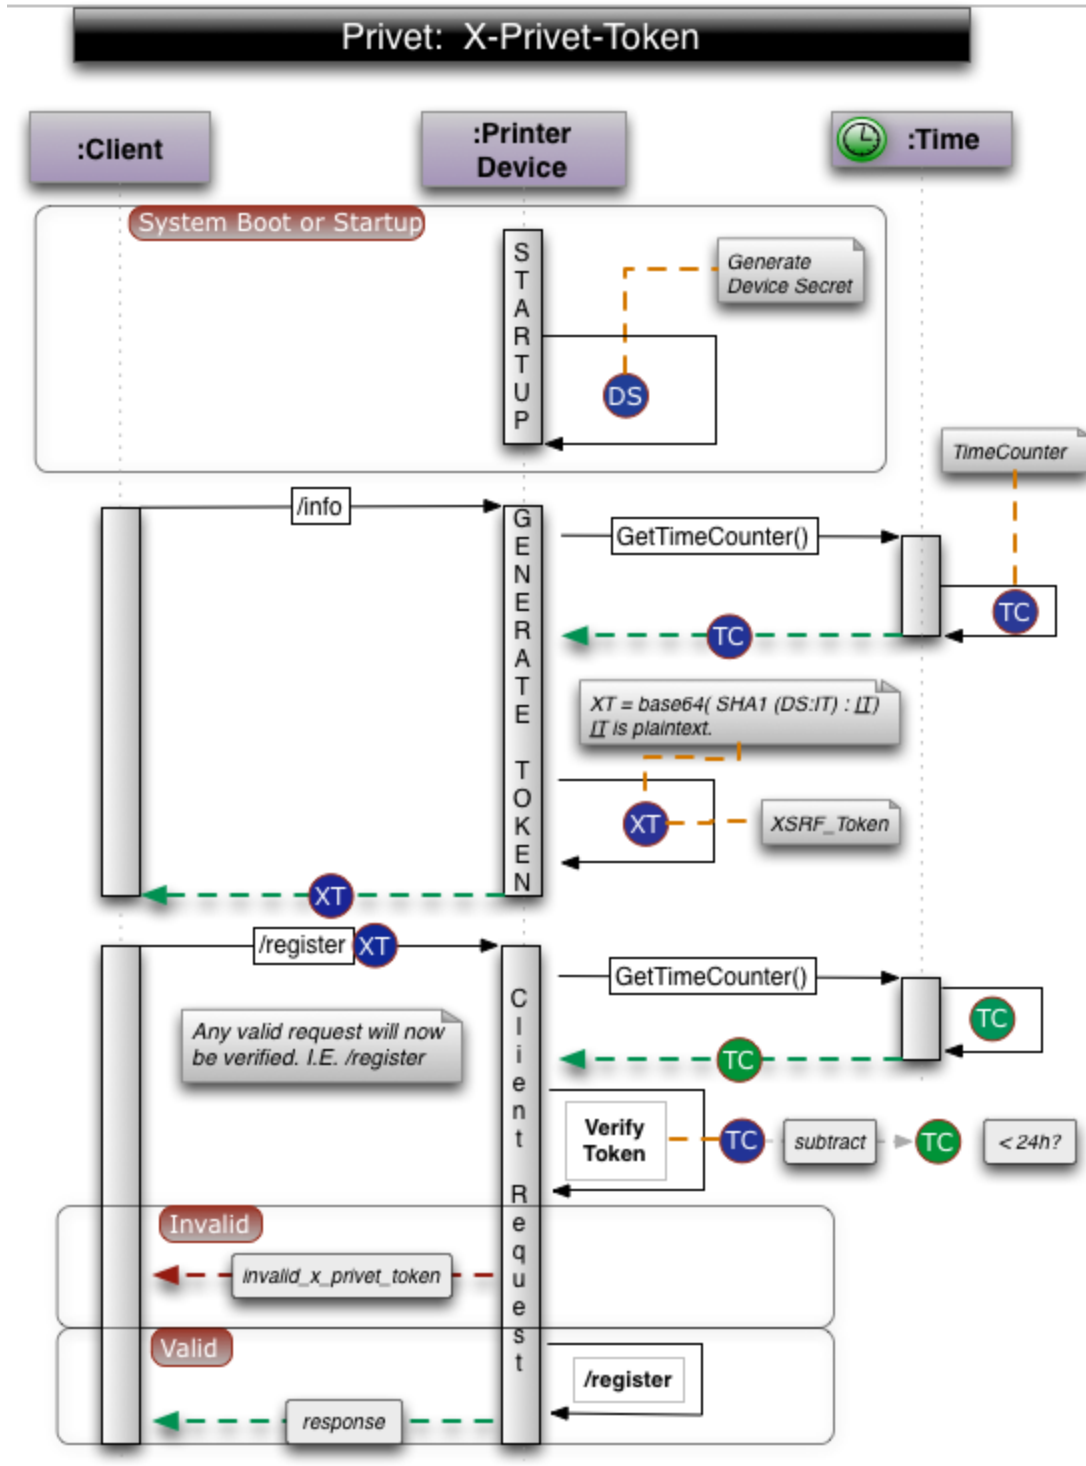 Privet: X-Privet-Token
:Client
:Printer
Device
:Time
System Boot or Startup
STARTUP
Generate
Device Secret
DS
TimeCounter
/info
GENERATE TOKEN
GetTimeCounter()
TC
TC
XT = base64( SHA1 (DS:IT) : IT)
IT is plaintext.
XT
XSRF_Token
XT
/register
XT
Client Request
GetTimeCounter()
TC
Any valid request will now
be verified. I.E. /register
TC
Verify
Token
TC
subtract
TC
< 24h?
Invalid
invalid_x_privet_token
Valid
/register
response